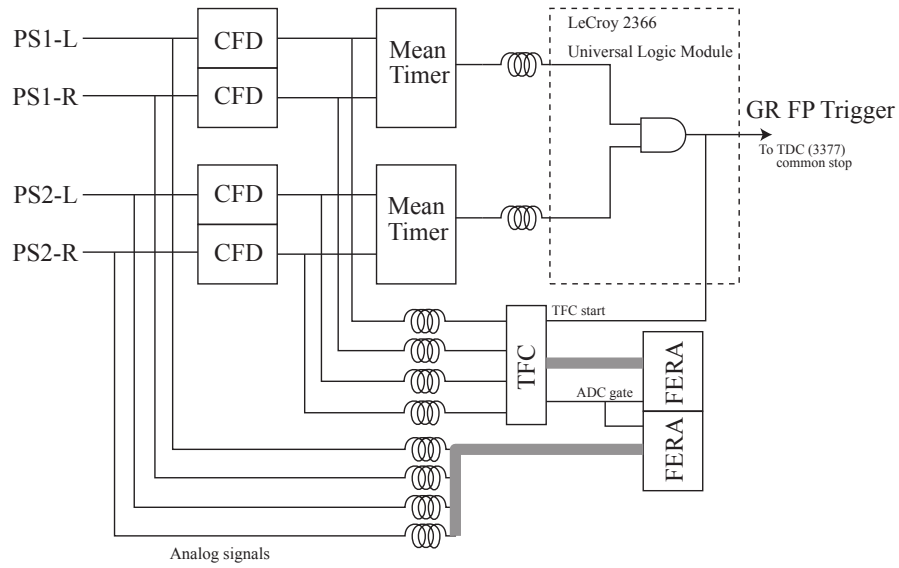 PS1-L
CFD
Mean
Timer
LeCroy 2366
Universal Logic Module
PS1-R
CFD
GR FP Trigger
To TDC (3377)
common stop
PS2-L
CFD
Mean
Timer
PS2-R
CFD
TFC start
TFC
FERA
ADC gate
FERA
Analog signals